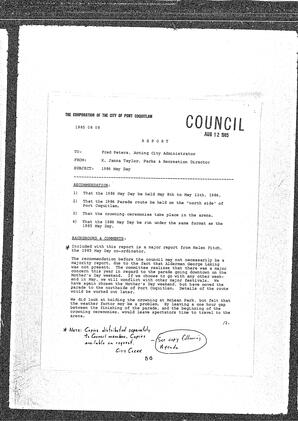 THE CORPORATION OF THE CITY OF PORT COQUITLAM
COUNCIL
AUG 12 1985
1985 08 08
REPORT
TO: Fred Peters, Acting City Administrator
FROM: K. Janna Taylor, Parks & Recreation Director
SUBJECT: 1986 May Day
RECOMMENDATION:
1) That the 1986 May Day be held May 8th to May 11th, 1986.
2) That the 1986 Parade route be held on the "north side" of
Port Coquitlam.
3) That the crowning ceremonies take place in the arena.
4) That the May Day be run under the same format as the
1985 May Day.
BACKGROUND & COMMENTS:
* Included with this report is a major report from Helen Fitch,
the 1985 May Day co-ordinator.
The recommendation before the council may not necessarily be a
majority report, due to the fact that Alderman George Laking
was not present. The committee realizes that there was a major
concern this year in regard to the parade going downtown on the
Mother's Day weekend. If we choose to go with any other week-
end in May, we will conflict with other major festivals. We
have again chosen the Mother's Day weekend, but have moved the
parade to the northside of Port Coquitlam. Details of the route
would be worked out later.
We did look at holding the crowning at McLean Park, but felt that
the weather factor may be a problem. By leaving a one hour gap
between the finishing of the parade, and the beginning of the
crowning ceremonies, would leave spectators time to travel to the
arena.
/2.
* Note: Copies distributed separately
to Council members. Copies
available on request.
City Clerk
See copy following
Agenda